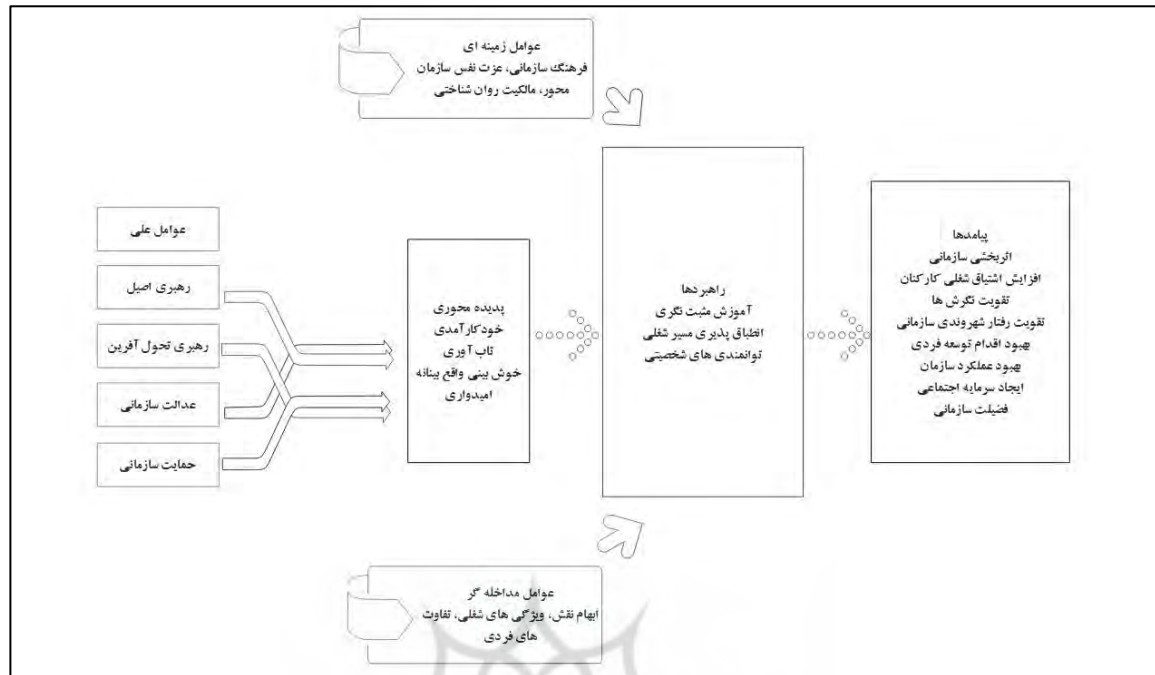 عوامل زمینه ای
فرهنگ سازمانی، عزت نفس سازمان
محور، مالکیت روان شناختی
عوامل علی
رهبری اصیل
رهبری تحول آفرین
عدالت سازمانی
حمایت سازمانی
پدیده محوری
خودکارآمدی
تاب آوری
خوش بینی واقع بینانه
امیدواری
راهبردها
آموزش مثبت نگری
انطباق پذیری مسیر شغلی
توانمندی های شخصیتی
پیامدها
اثربخشی سازمانی
افزایش اشتیاق شغلی کارکنان
تقویت نگرش ها
تقویت رفتار شهروندی سازمانی
بهبود اقدام توسعه فردی
بهبود عملکرد سازمان
ایجاد سرمایه اجتماعی
فضیلت سازمانی
عوامل مداخله گر
ابهام نقش، ویژگی های شغلی، تفاوت
های فردی